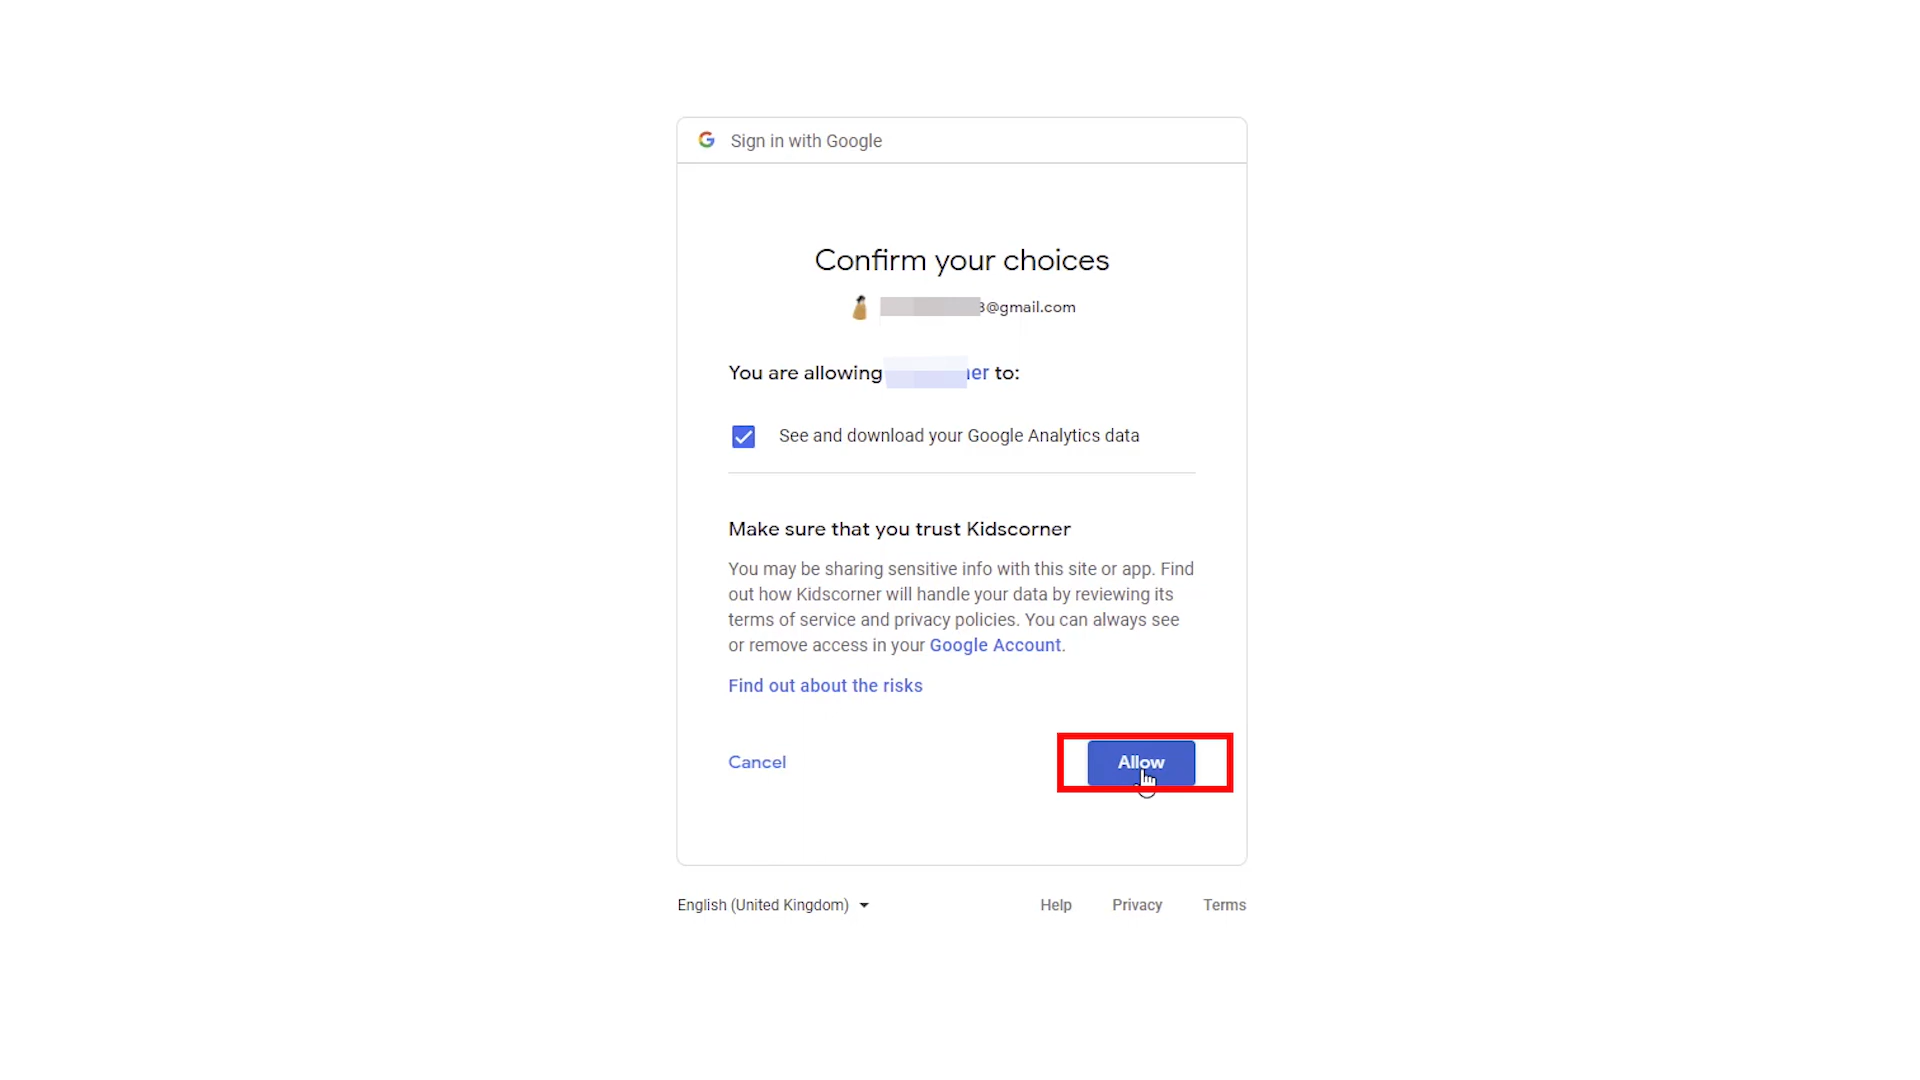 Sign in with Google
Confirm your choices
3@gmail.com
You are allowing er to:
See and download your Google Analytics data
Make sure that you trust Kidscorner
You may be sharing sensitive info with this site or app. Find
out how Kidscorner will handle your data by reviewing its
terms of service and privacy policies. You can always see
or remove access in your Google Account.
Find out about the risks
Cancel
Allow
English (United Kingdom)
Help
Privacy
Terms